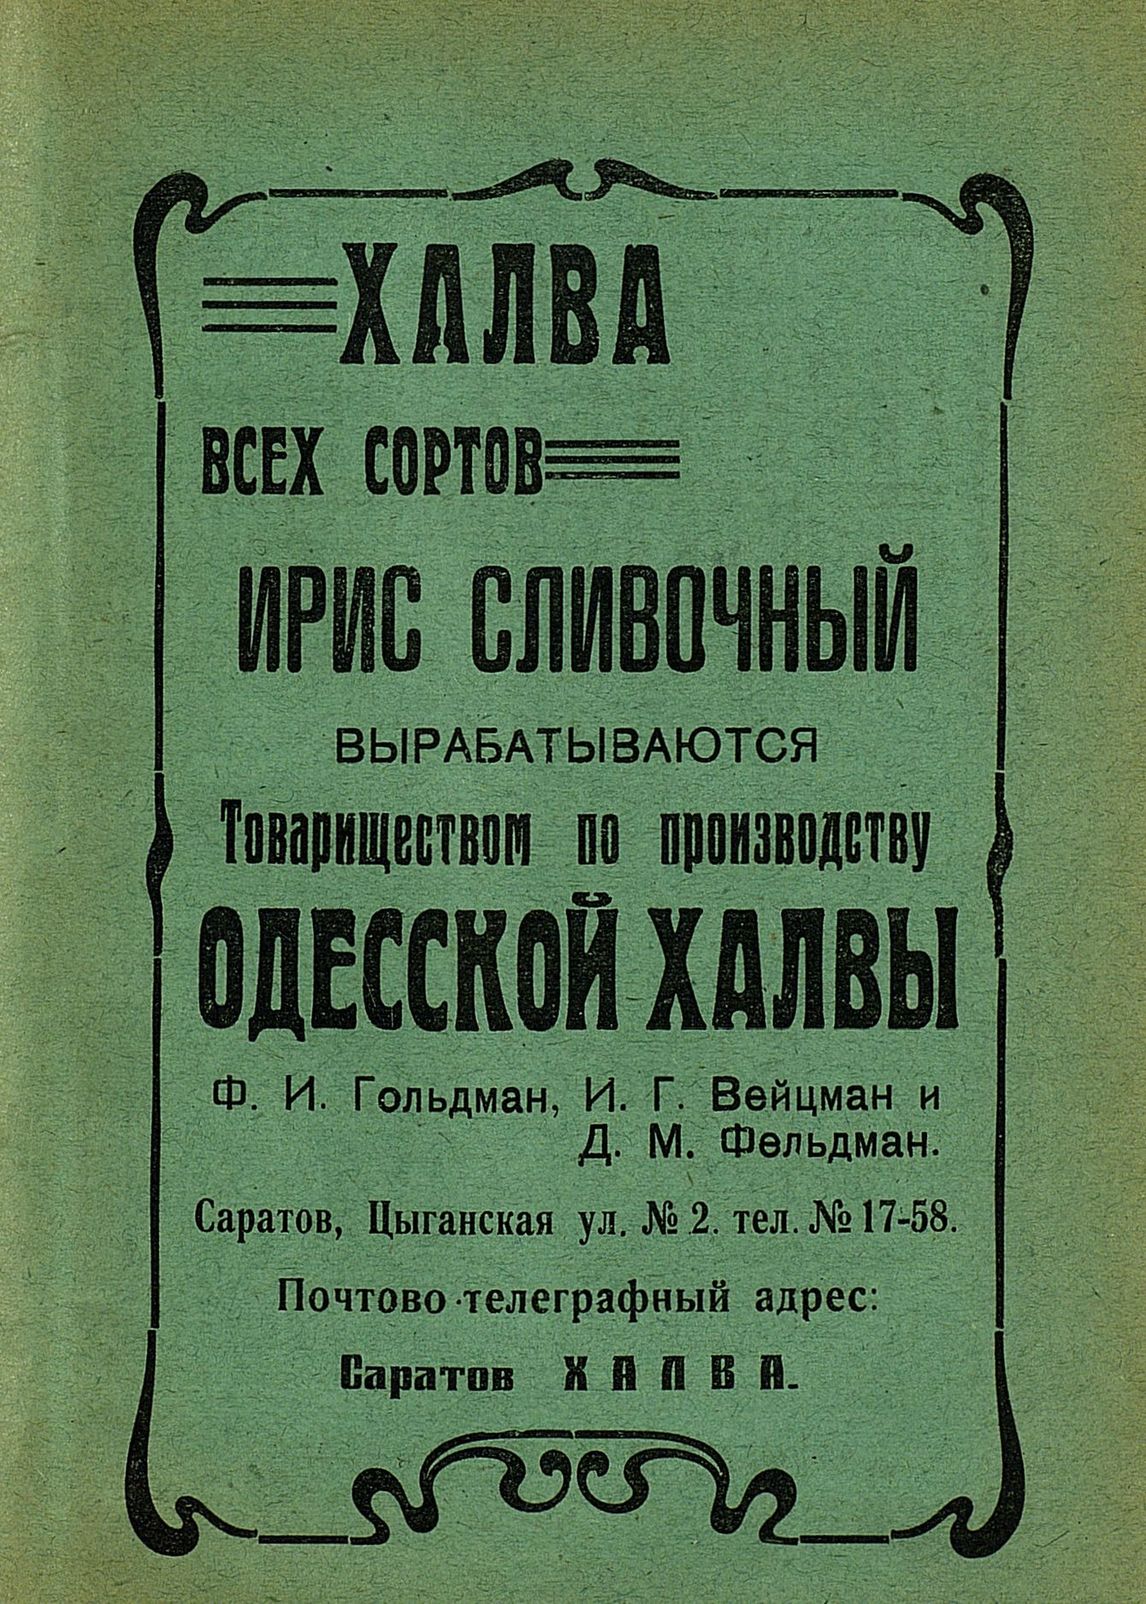 ХАЛВА
ВСЕХ СОРТОВ
ИРИС СЛИВОЧНЫЙ
ВЫРАБАТЫВАЮТСЯ
Товариществом по производству
ОДЕССКОЙ ХАЛВЫ
Ф. И. Гольдман, И. Г. Вейцман и
Д. М. Фельдман.
Саратов, Цыганская ул. № 2. тел. № 17-58.
Почтово-телеграфный адрес:
Саратов ХАЛВА.